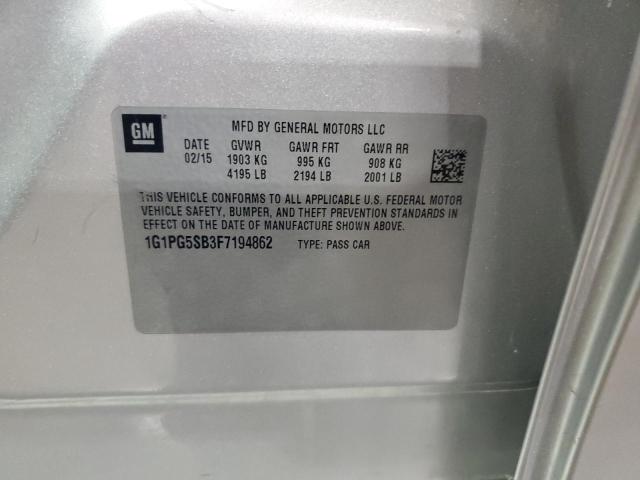 GM
MFD BY GENERAL MOTORS LLC
DATE GVWR GAWR FRT GAWR RR
02/15 1903 KG 995 KG 908 KG
4195 LB 2194 LB 2001 LB
THIS VEHICLE CONFORMS TO ALL APPLICABLE U.S. FEDERAL MOTOR
VEHICLE SAFETY, BUMPER, AND THEFT PREVENTION STANDARDS IN
EFFECT ON THE DATE OF MANUFACTURE SHOWN ABOVE.
1G1PG5SB3F7194862 TYPE: PASS CAR